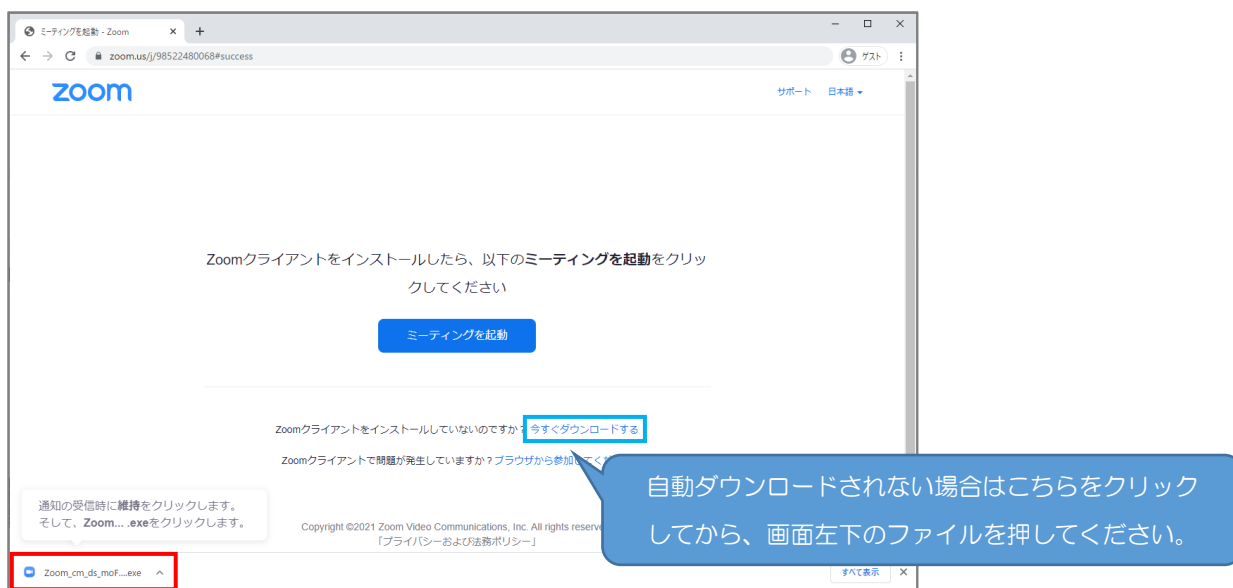 ミーティングを起動 - Zoom
zoom.us/j/98522480068#success
ゲスト
zoom
サポート 日本語
Zoomクライアントをインストールしたら、以下のミーティングを起動をクリッ
クしてください
ミーティングを起動
Zoomクライアントをインストールしていないのですか？今すぐダウンロードする
Zoomクライアントで問題が発生していますか？ブラウザから参加してくだ
自動ダウンロードされない場合はこちらをクリック
してから、画面左下のファイルを押してください。
通知の受信時に維持をクリックします。
そして、Zoom... .exeをクリックします。
Copyright ©2021 Zoom Video Communications, Inc. All rights reserve
「プライバシーおよび法務ポリシー」
Zoom_cm_ds_moF....exe
すべて表示